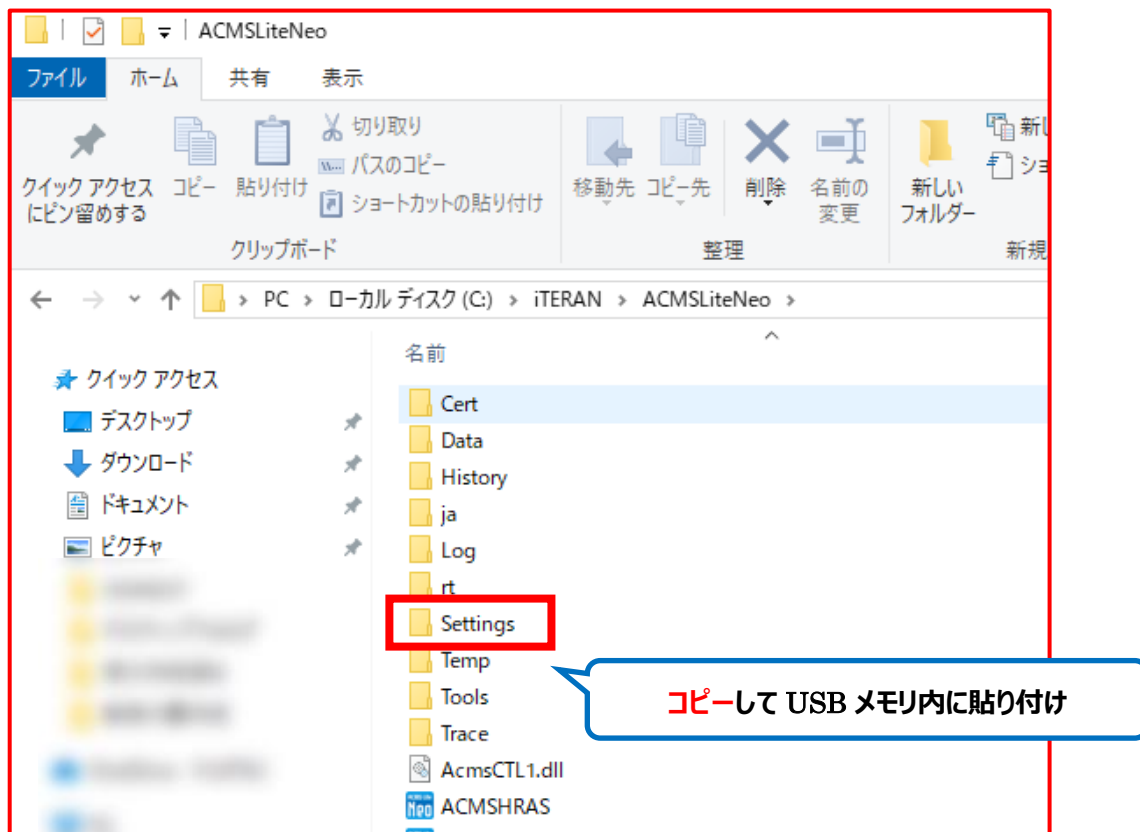 ACMSLiteNeo
ファイル ホーム 共有 表示
クイック アクセス
にピン留めする
コピー
貼り付け
切り取り
パスのコピー
ショートカットの貼り付け
クリップボード
移動先
コピー先
削除
名前の
変更
整理
新しい
フォルダー
新し
ショ
新規
PC › ローカル ディスク (C:) › iTERAN › ACMSLiteNeo ›
クイック アクセス
デスクトップ
ダウンロード
ドキュメント
ピクチャ
名前
Cert
Data
History
ja
Log
rt
Settings
Temp
Tools
Trace
AcmsCTL1.dll
ACMSHRAS
コピーして USB メモリ内に貼り付け